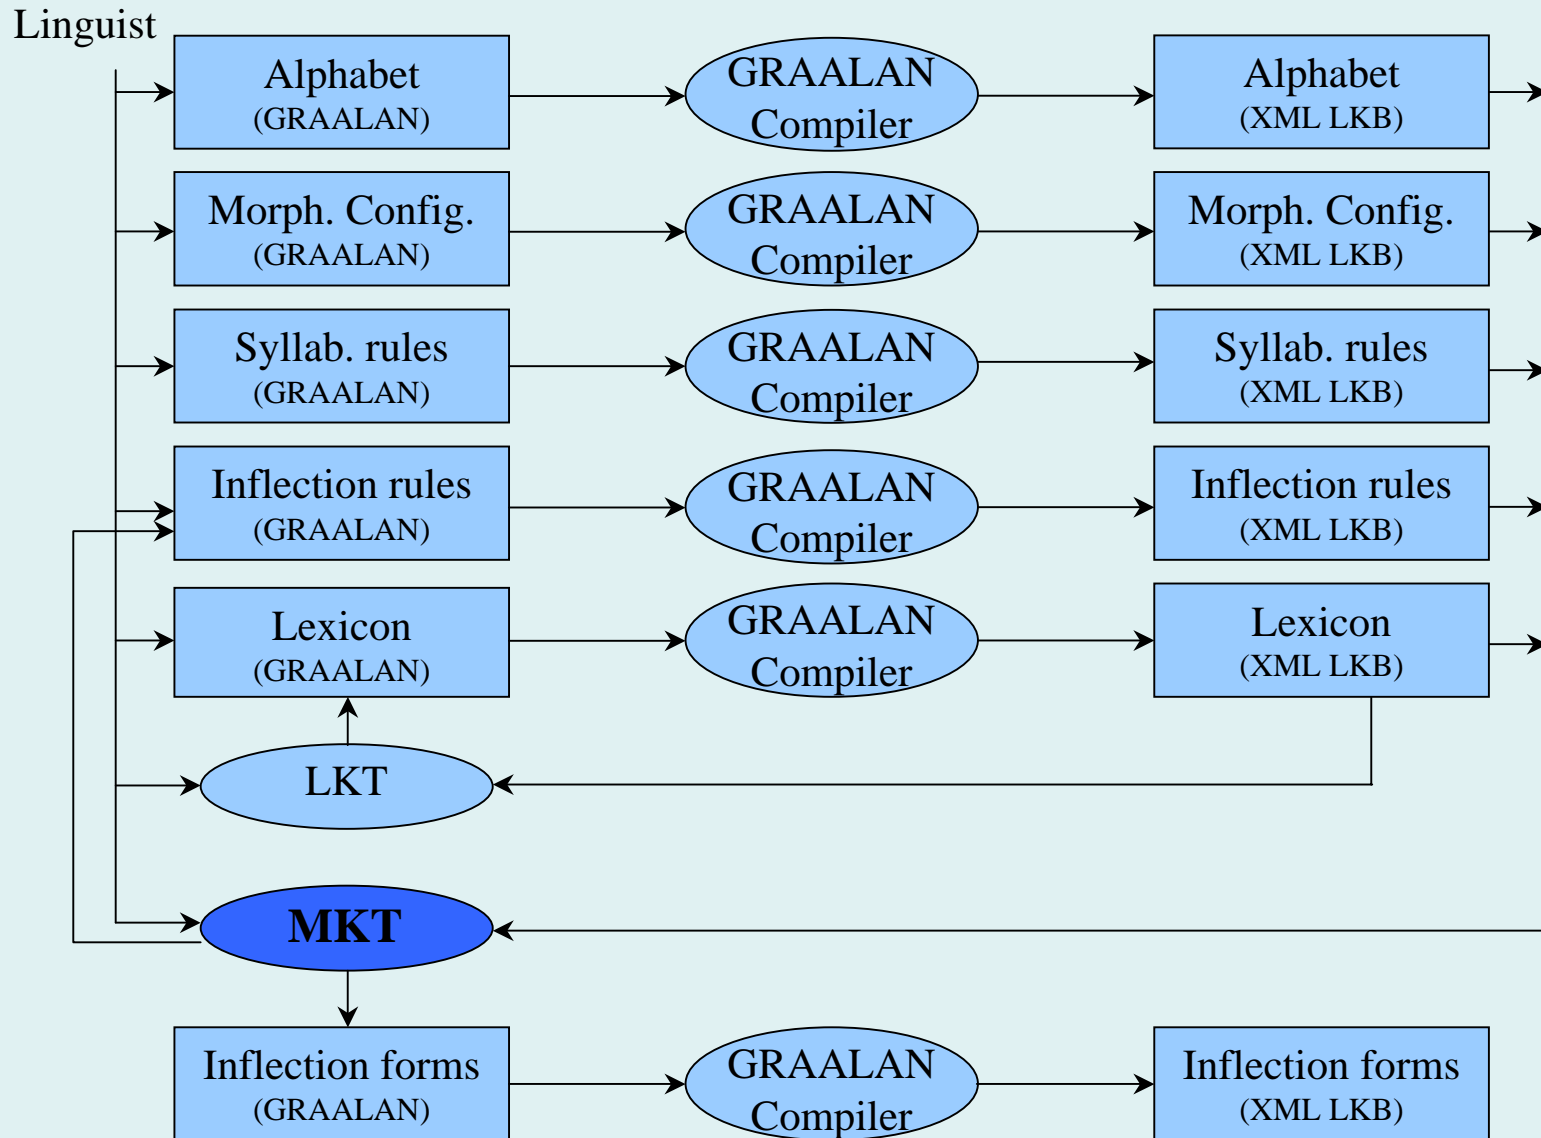 Linguist
Alphabet
(GRAALAN)
GRAALAN
Compiler
Alphabet
(XML LKB)
Morph. Config.
(GRAALAN)
GRAALAN
Compiler
Morph. Config.
(XML LKB)
Syllab. rules
(GRAALAN)
GRAALAN
Compiler
Syllab. rules
(XML LKB)
Inflection rules
(GRAALAN)
GRAALAN
Compiler
Inflection rules
(XML LKB)
Lexicon
(GRAALAN)
GRAALAN
Compiler
Lexicon
(XML LKB)
LKT
MKT
Inflection forms
(GRAALAN)
GRAALAN
Compiler
Inflection forms
(XML LKB)